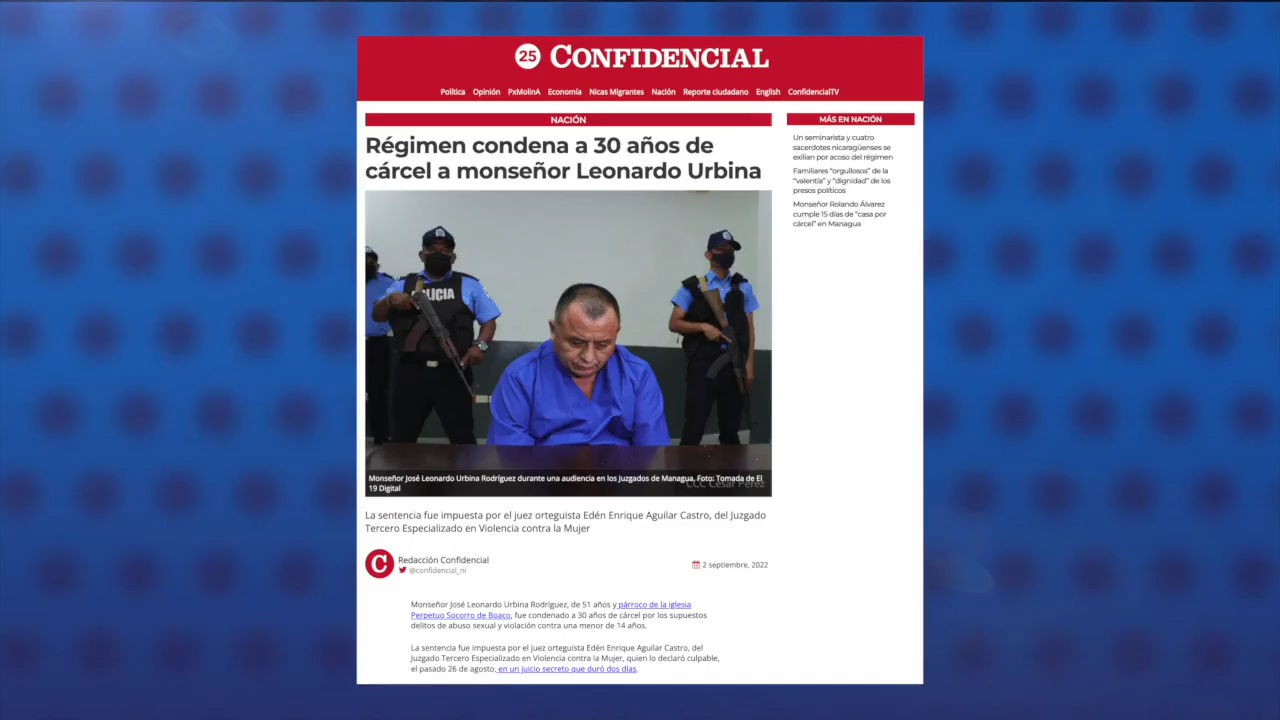 25 CONFIDENCIAL
Política Opinión PxMolinA Economía Nicas Migrantes Nación Reporte ciudadano English ConfidencialTV
NACIÓN
Régimen condena a 30 años de
cárcel a monseñor Leonardo Urbina
POLICIA
CCC César Pérez
Monseñor José Leonardo Urbina Rodríguez durante una audiencia en los Juzgados de Managua. Foto: Tomada de El
19 Digital
La sentencia fue impuesta por el juez orteguista Edén Enrique Aguilar Castro, del Juzgado
Tercero Especializado en Violencia contra la Mujer
C
Redacción Confidencial
@confidencial_ni
2 septiembre, 2022
Monseñor José Leonardo Urbina Rodríguez, de 51 años y párroco de la iglesia
Perpetuo Socorro de Boaco, fue condenado a 30 años de cárcel por los supuestos
delitos de abuso sexual y violación contra una menor de 14 años.
La sentencia fue impuesta por el juez orteguista Edén Enrique Aguilar Castro, del
Juzgado Tercero Especializado en Violencia contra la Mujer, quien lo declaró culpable,
el pasado 26 de agosto, en un juicio secreto que duró dos días.
MÁS EN NACIÓN
Un seminarista y cuatro
sacerdotes nicaragüenses se
exilian por acoso del régimen
Familiares “orgullosos” de la
“valentía” y “dignidad” de los
presos políticos
Monseñor Rolando Álvarez
cumple 15 días de “casa por
cárcel” en Managua